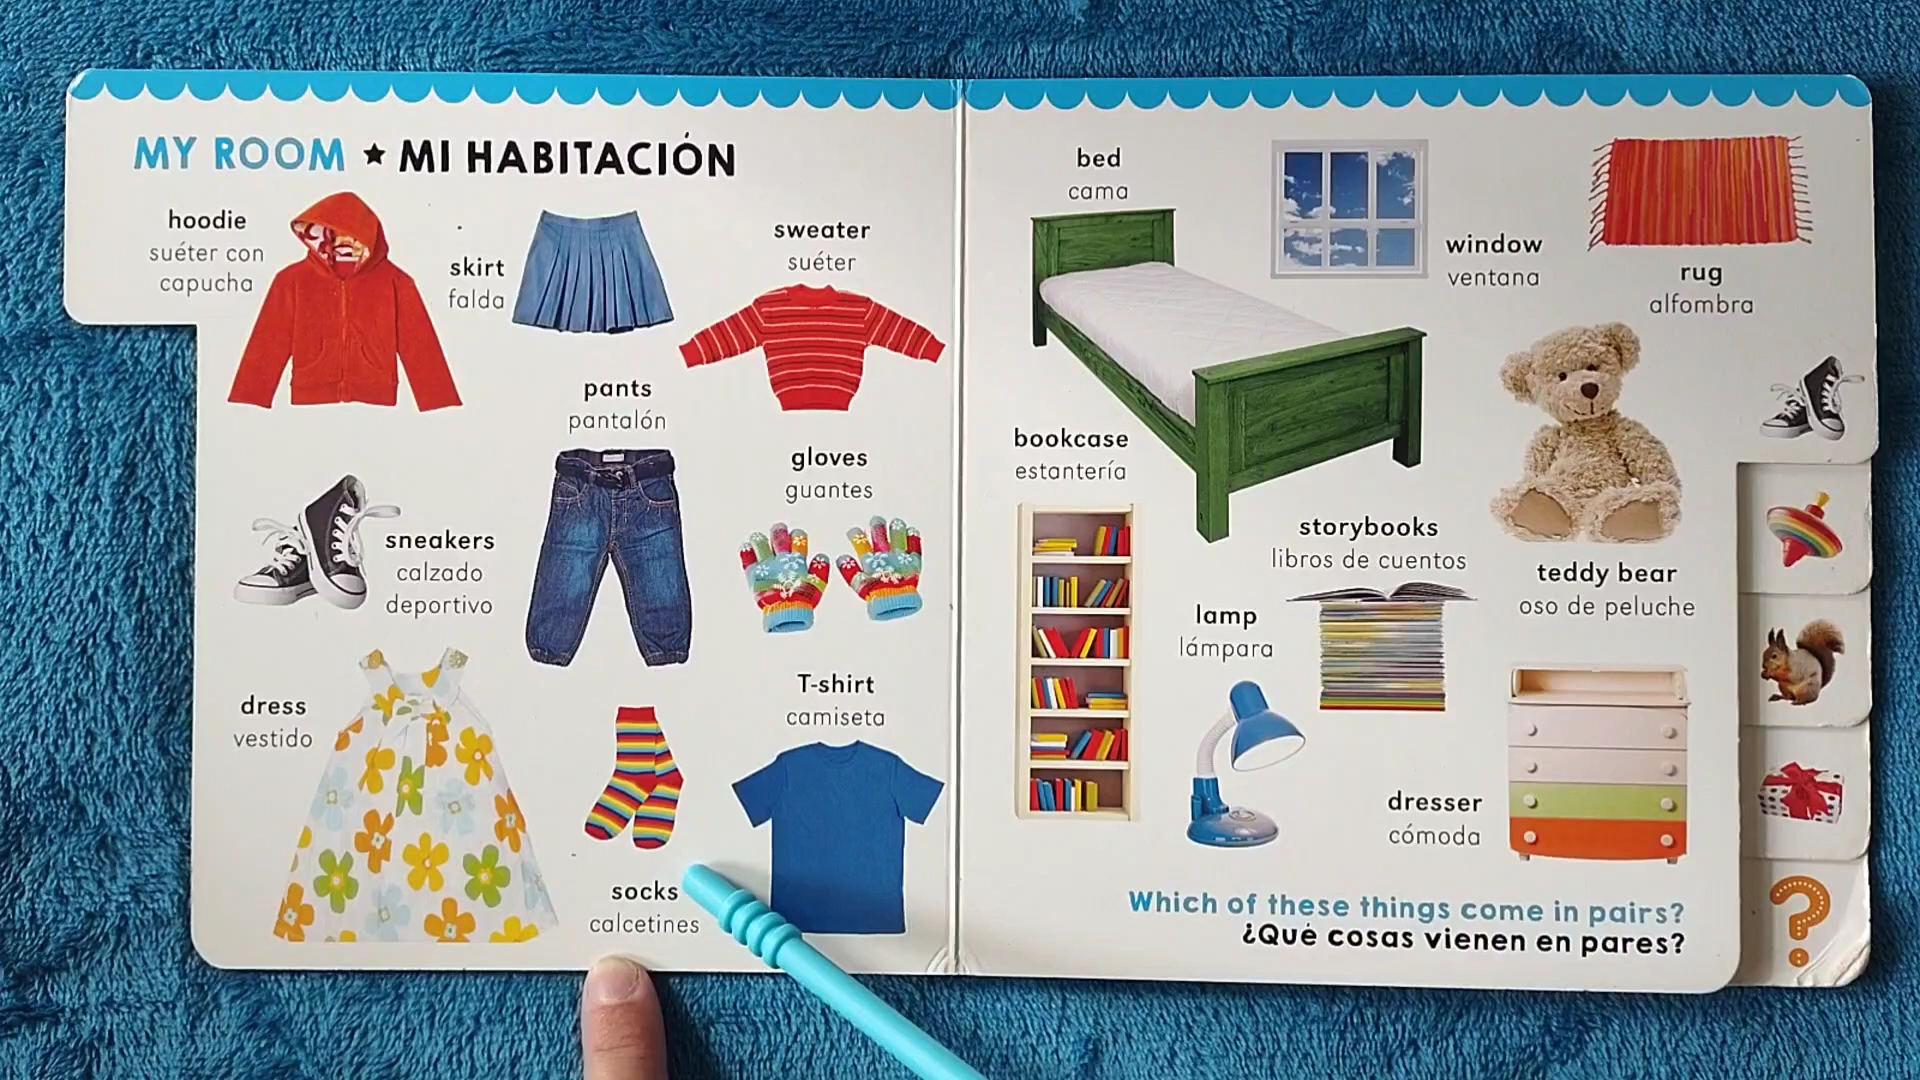 MY ROOM ★ MI HABITACIÓN
hoodie
suéter con
capucha
skirt
falda
sweater
suéter
pants
pantalón
gloves
guantes
sneakers
calzado
deportivo
dress
vestido
socks
calcetines
T-shirt
camiseta
bed
cama
window
ventana
rug
alfombra
bookcase
estantería
storybooks
libros de cuentos
teddy bear
oso de peluche
lamp
lámpara
dresser
cómoda
Which of these things come in pairs?
¿Qué cosas vienen en pares?
?